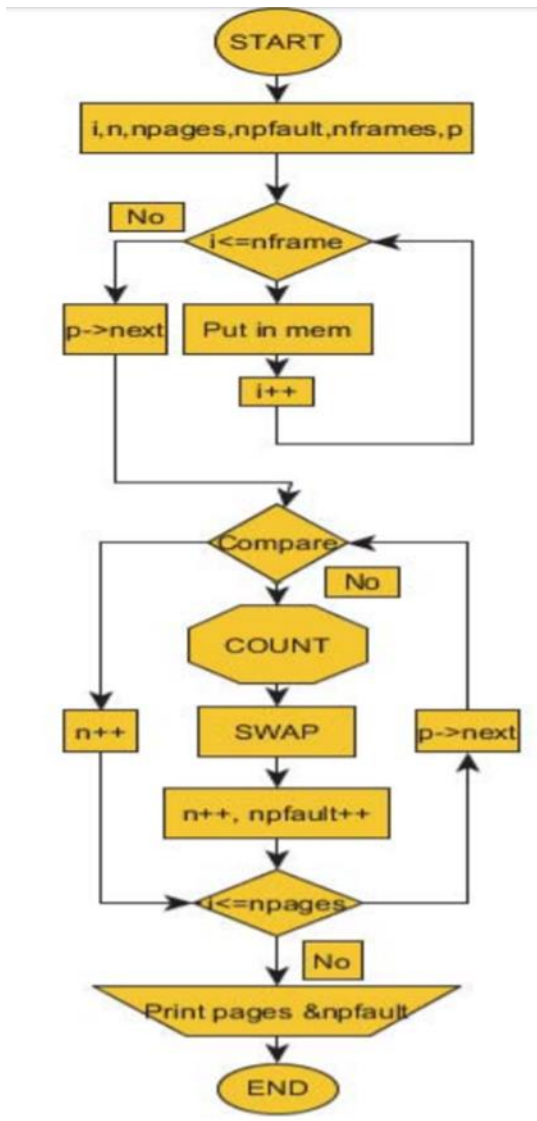 START
i,n,npages,npfault,nframes,p
No
i<=nframe
p->next
Put in mem
i++
Compare
No
COUNT
n++
SWAP
p->next
n++, npfault++
i<=npages
No
Print pages &npfault
END